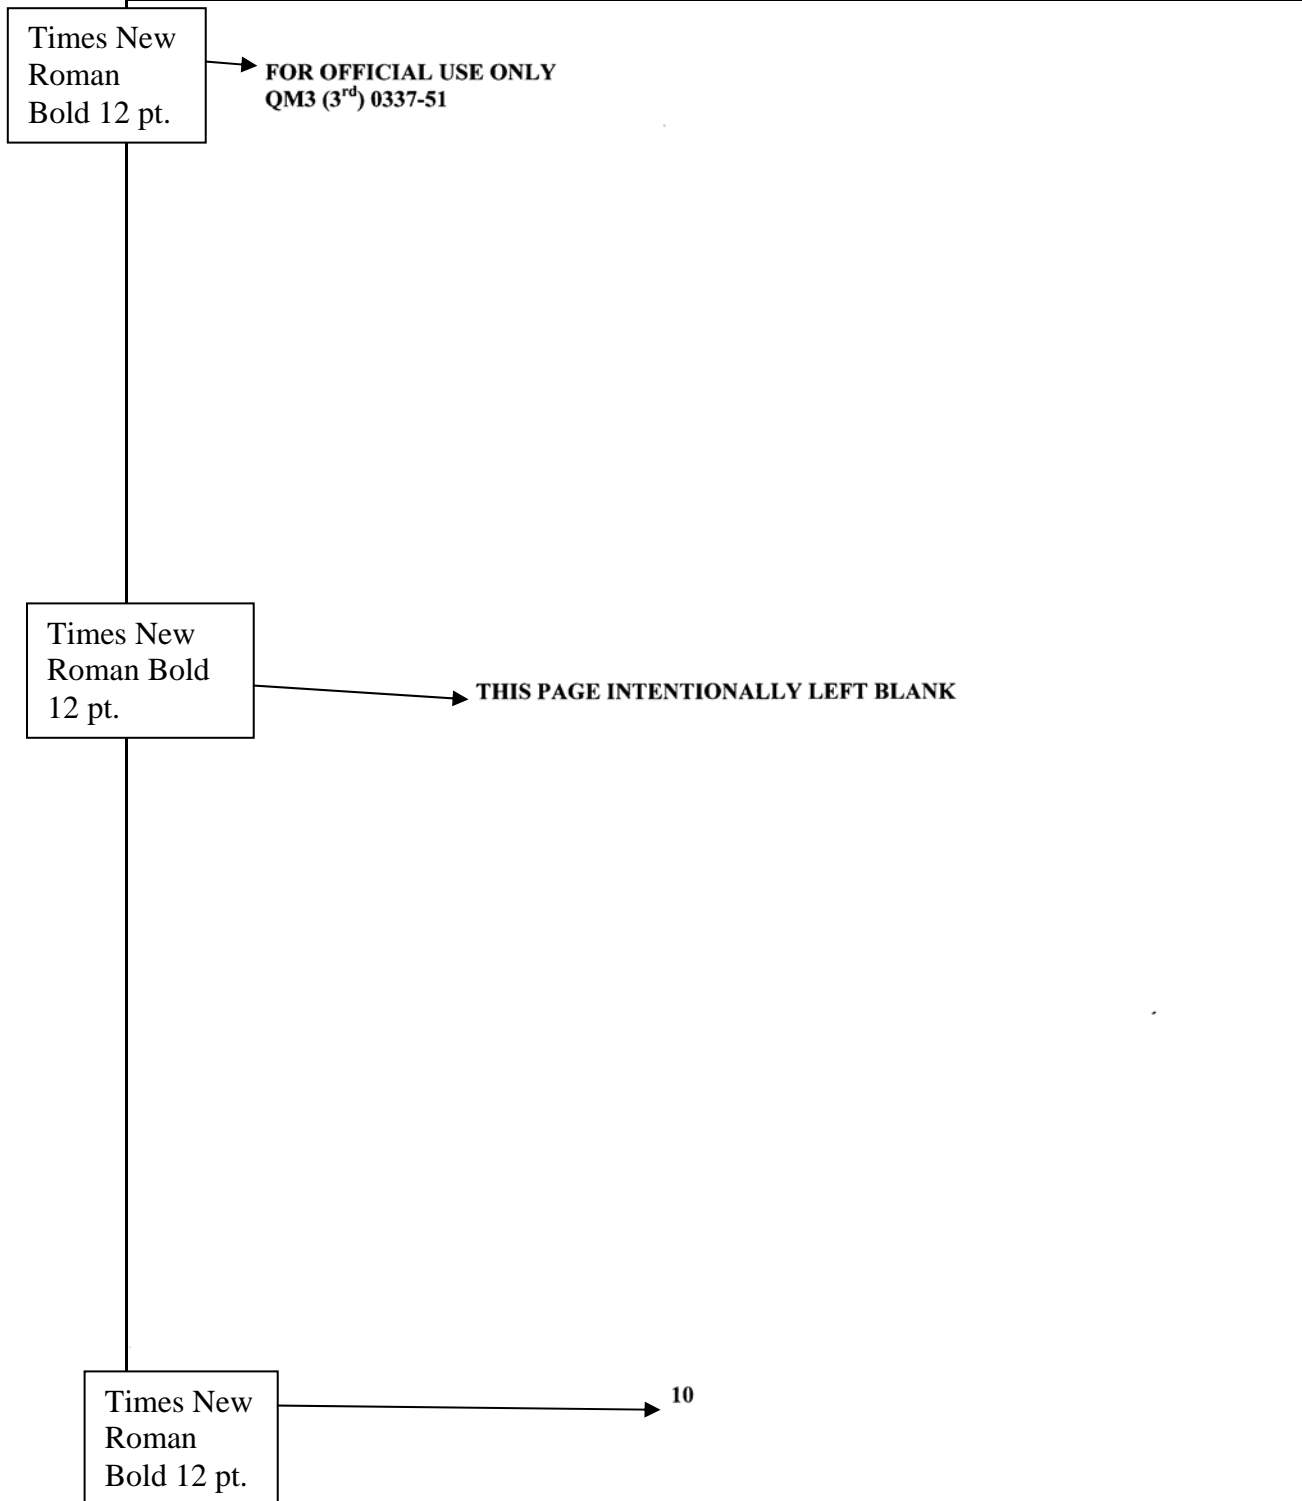 Times New
Roman
Bold 12 pt.
FOR OFFICIAL USE ONLY
QM3 (3rd) 0337-51
Times New
Roman Bold
12 pt.
THIS PAGE INTENTIONALLY LEFT BLANK
Times New
Roman
Bold 12 pt.
10